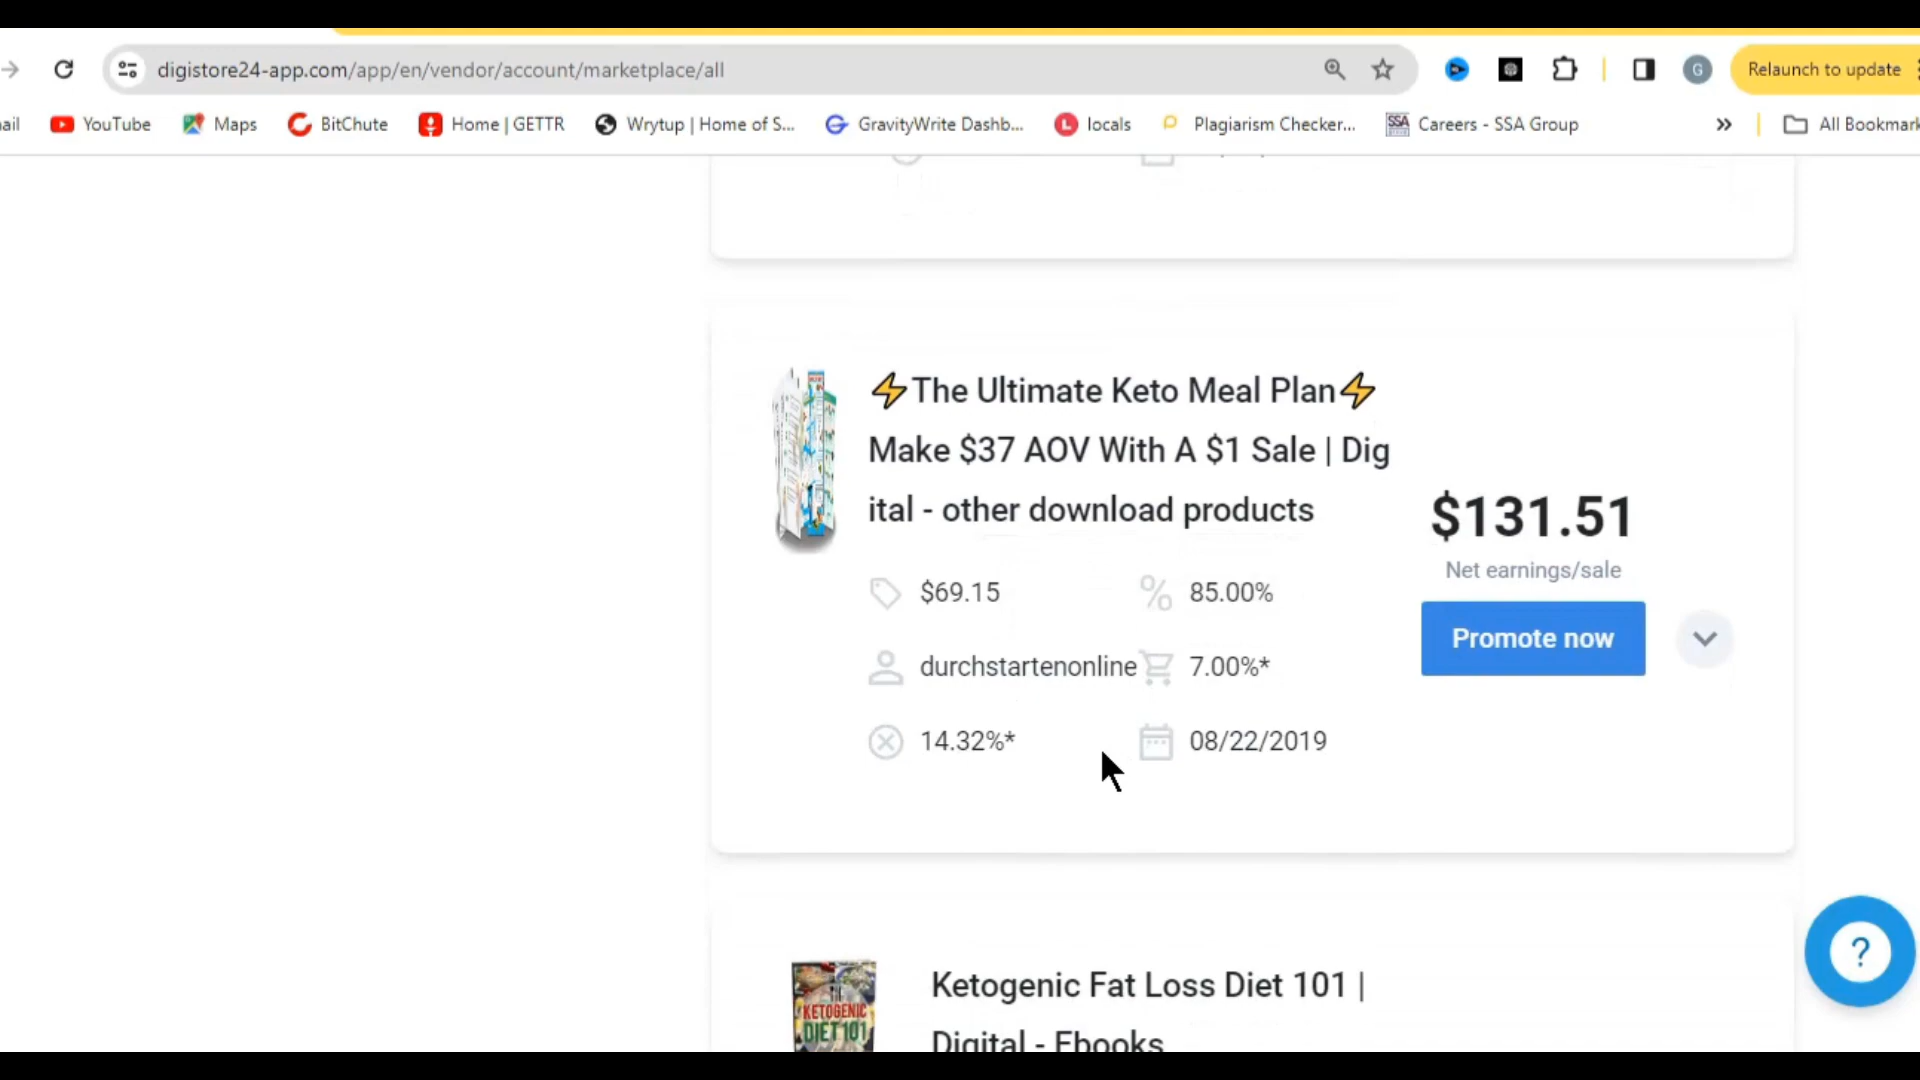 digistore24-app.com/app/en/vendor/account/marketplace/all
G
Relaunch to update
ail
YouTube
Maps
BitChute
Home | GETTR
Wrytup | Home of S...
GravityWrite Dashb...
L
locals
Plagiarism Checker...
SSA
Careers - SSA Group
»
All Bookmark
⚡The Ultimate Keto Meal Plan⚡
Make $37 AOV With A $1 Sale | Dig
ital - other download products
$131.51
Net earnings/sale
$69.15
% 85.00%
Promote now
durchstartenonline
7.00%*
14.32%*
08/22/2019
?
KETOGENIC
DIET 101
Ketogenic Fat Loss Diet 101 |
Digital - Ebooks